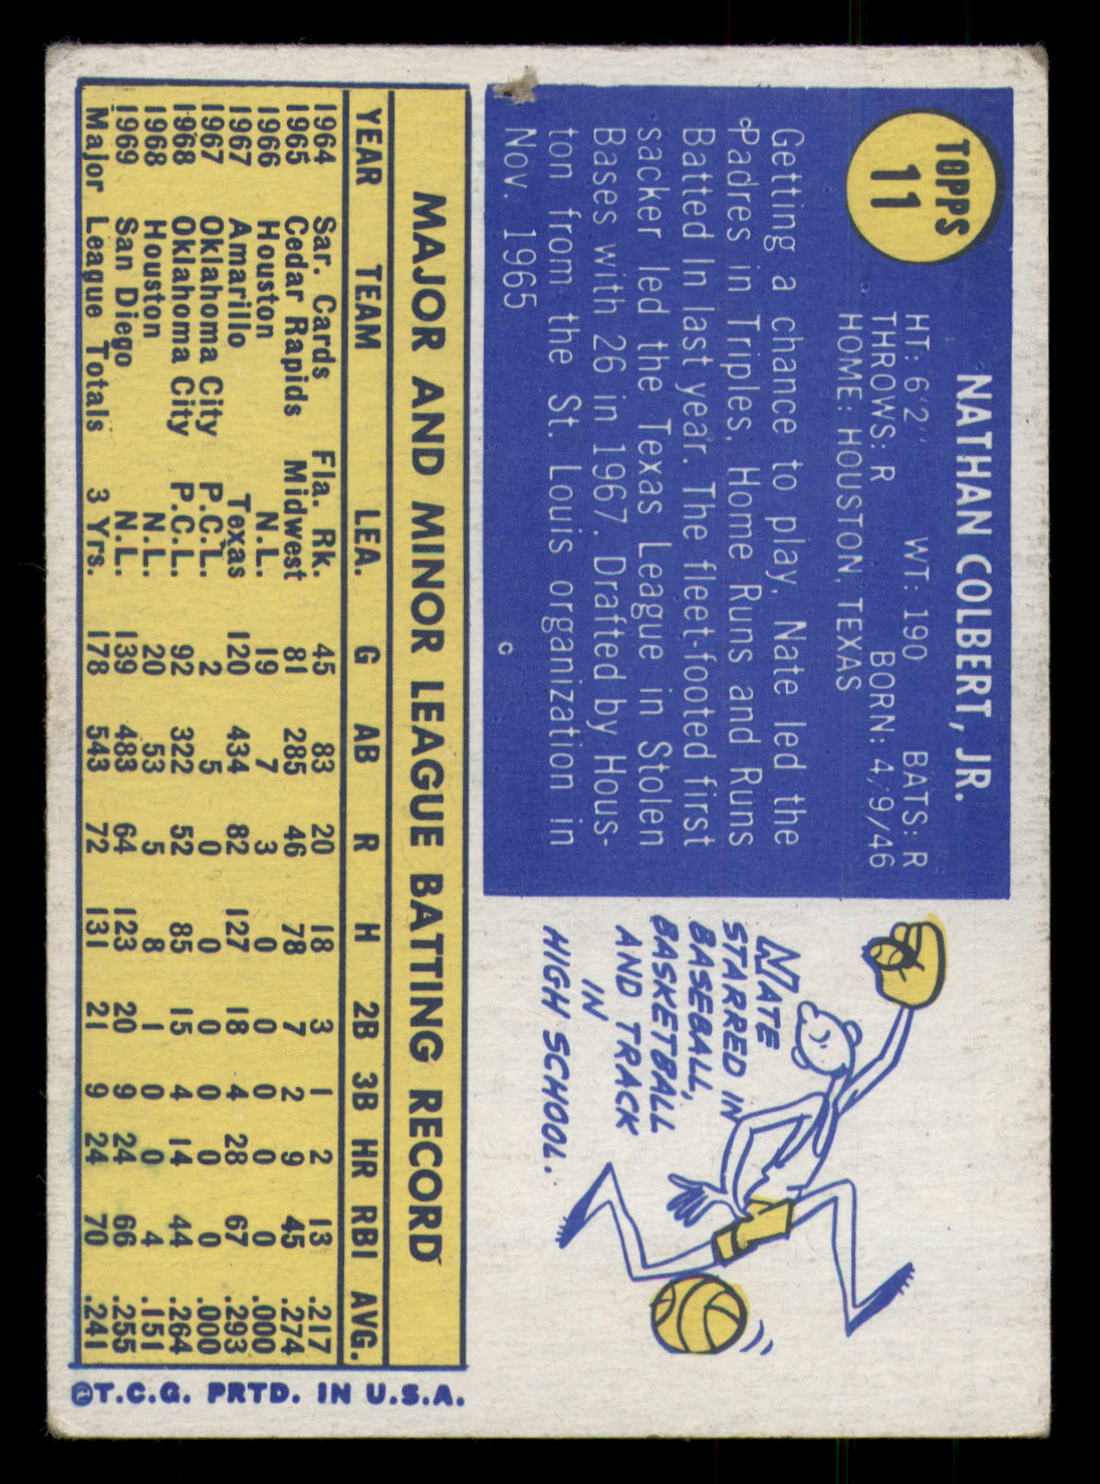 TOPPS
11
NATHAN COLBERT, JR.
HT: 6'2" WT: 190 BATS: R
THROWS: R BORN: 4/9/46
HOME: HOUSTON, TEXAS
Getting a chance to play, Nate led the
Padres in Triples, Home Runs and Runs
Batted In last year. The fleet-footed first
sacker led the Texas League in Stolen
Bases with 26 in 1967. Drafted by Hous-
ton from the St. Louis organization in
Nov. 1965
NATE
STARRED IN
BASEBALL,
BASKETBALL
AND TRACK
IN
HIGH SCHOOL.
MAJOR AND MINOR LEAGUE BATTING RECORD
YEAR TEAM LEA. G AB R H 2B 3B HR RBI AVG.
1964 Sar. Cards Fla. Rk. 45 83 20 18 3 1 2 13 .217
1965 Cedar Rapids Midwest 81 285 46 78 7 2 9 45 .274
1966 Houston N.L. 19 7 3 0 0 0 0 0 .000
1967 Amarillo Texas 120 434 82 127 18 4 28 67 .293
1967 Oklahoma City P.C.L. 2 5 0 0 0 0 0 0 .000
1968 Oklahoma City P.C.L. 92 322 52 85 15 4 14 44 .264
1968 Houston N.L. 20 53 5 8 1 0 0 4 .151
1969 San Diego N.L. 139 483 64 123 20 9 24 66 .255
Major League Totals 3 Yrs. 178 543 72 131 21 9 24 70 .241
©T.C.G. PRTD. IN U.S.A.